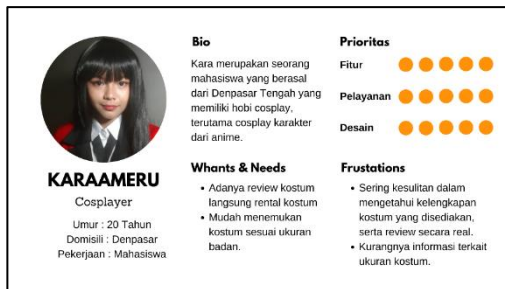 KARAAMERU
Cosplayer
Umur : 20 Tahun
Domisili : Denpasar
Pekerjaan : Mahasiswa
Bio
Kara merupakan seorang
mahasiswa yang berasal
dari Denpasar Tengah yang
memiliki hobi cosplay,
terutama cosplay karakter
dari anime.
Whants & Needs
• Adanya review kostum
langsung rental kostum
• Mudah menemukan
kostum sesuai ukuran
badan.
Prioritas
Fitur
Pelayanan
Desain
Frustations
• Sering kesulitan dalam
mengetahui kelengkapan
kostum yang disediakan,
serta review secara real.
• Kurangnya informasi terkait
ukuran kostum.